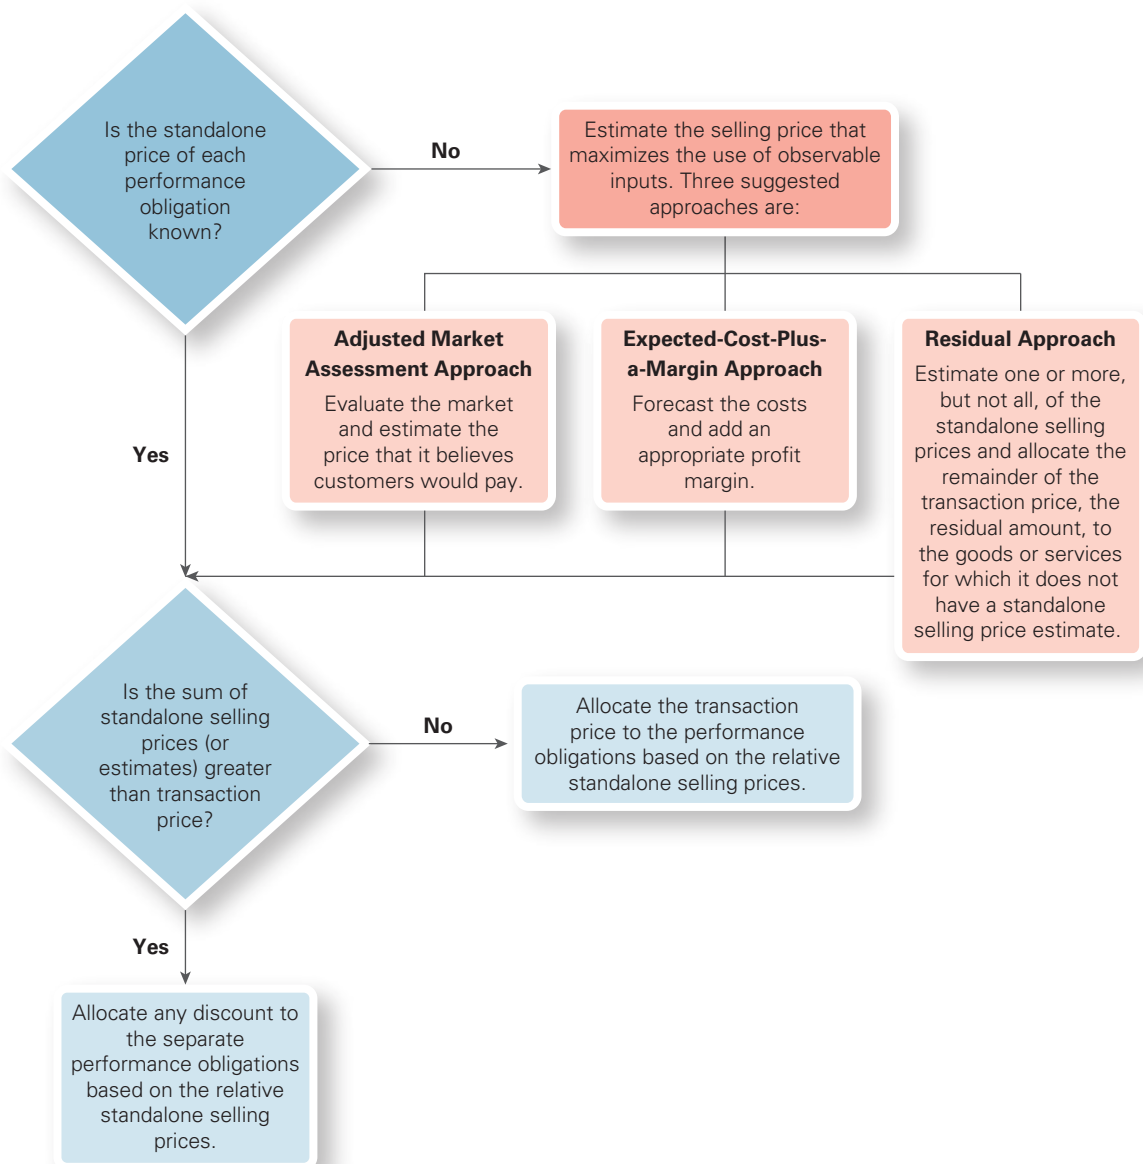 Is the standalone
price of each
performance
obligation
known?
No
Estimate the selling price that
maximizes the use of observable
inputs. Three suggested
approaches are:
Adjusted Market
Assessment Approach
Evaluate the market
and estimate the
price that it believes
customers would pay.
Expected-Cost-Plus-
a-Margin Approach
Forecast the costs
and add an
appropriate profit
margin.
Residual Approach
Estimate one or more,
but not all, of the
standalone selling
prices and allocate the
remainder of the
transaction price, the
residual amount, to
the goods or services
for which it does not
have a standalone
selling price estimate.
Yes
Is the sum of
standalone selling
prices (or
estimates) greater
than transaction
price?
No
Allocate the transaction
price to the performance
obligations based on the relative
standalone selling prices.
Yes
Allocate any discount to
the separate
performance obligations
based on the relative
standalone selling
prices.